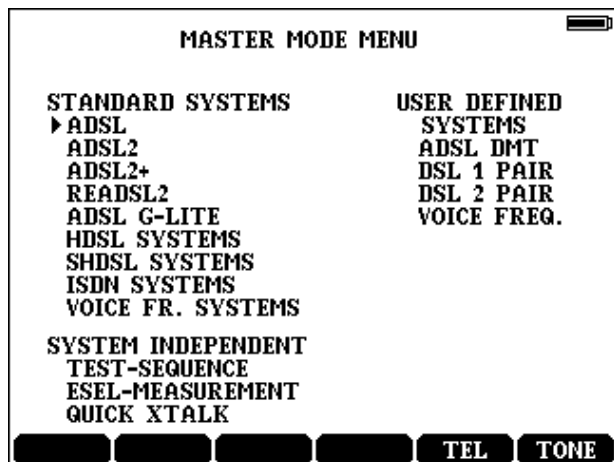 MASTER MODE MENU
STANDARD SYSTEMS
ADSL
ADSL2
ADSL2+
READSL2
ADSL G-LITE
HDSL SYSTEMS
SHDSL SYSTEMS
ISDN SYSTEMS
VOICE FR. SYSTEMS
SYSTEM INDEPENDENT
TEST-SEQUENCE
ESEL-MEASUREMENT
QUICK XTALK
USER DEFINED
SYSTEMS
ADSL DMT
DSL 1 PAIR
DSL 2 PAIR
VOICE FREQ.
TEL
TONE